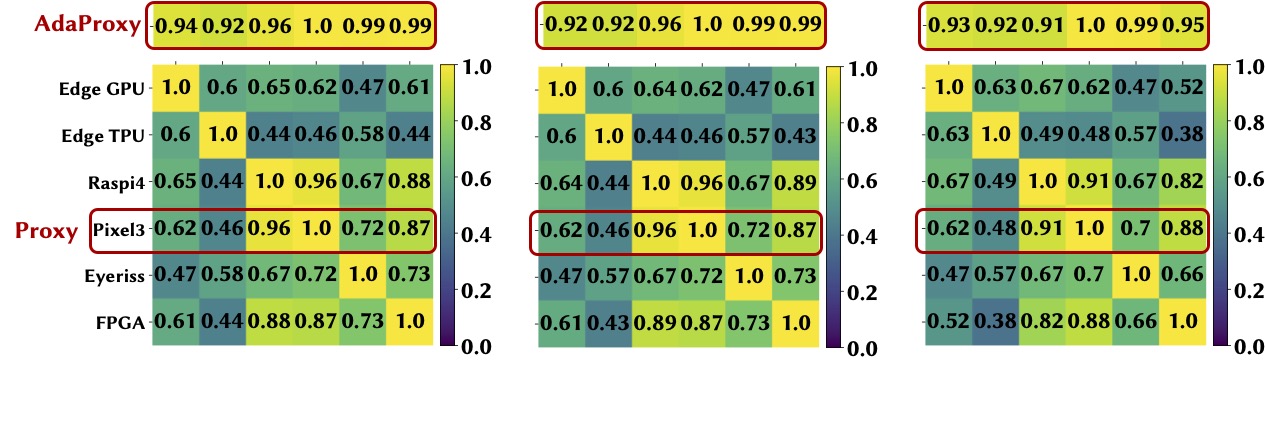 AdaProxy 0.94 0.92 0.96 1.0 0.99 0.99 0.92 0.92 0.96 1.0 0.99 0.99 0.93 0.92 0.91 1.0 0.99 0.95
Edge GPU 1.0 0.6 0.65 0.62 0.47 0.61 1.0 1.0 0.6 0.64 0.62 0.47 0.61 1.0 1.0 0.63 0.67 0.62 0.47 0.52 1.0
Edge TPU 0.6 1.0 0.44 0.46 0.58 0.44 0.8 0.6 1.0 0.44 0.46 0.57 0.43 0.8 0.63 1.0 0.49 0.48 0.57 0.38 0.8
Raspi4 0.65 0.44 1.0 0.96 0.67 0.88 0.6 0.64 0.44 1.0 0.96 0.67 0.89 0.6 0.67 0.49 1.0 0.91 0.67 0.82 0.6
Proxy Pixel3 0.62 0.46 0.96 1.0 0.72 0.87 0.4 0.62 0.46 0.96 1.0 0.72 0.87 0.4 0.62 0.48 0.91 1.0 0.7 0.88 0.4
Eyeriss 0.47 0.58 0.67 0.72 1.0 0.73 0.2 0.47 0.57 0.67 0.72 1.0 0.73 0.2 0.47 0.57 0.67 0.7 1.0 0.66 0.2
FPGA 0.61 0.44 0.88 0.87 0.73 1.0 0.0 0.61 0.43 0.89 0.87 0.73 1.0 0.0 0.52 0.38 0.82 0.88 0.66 1.0 0.0